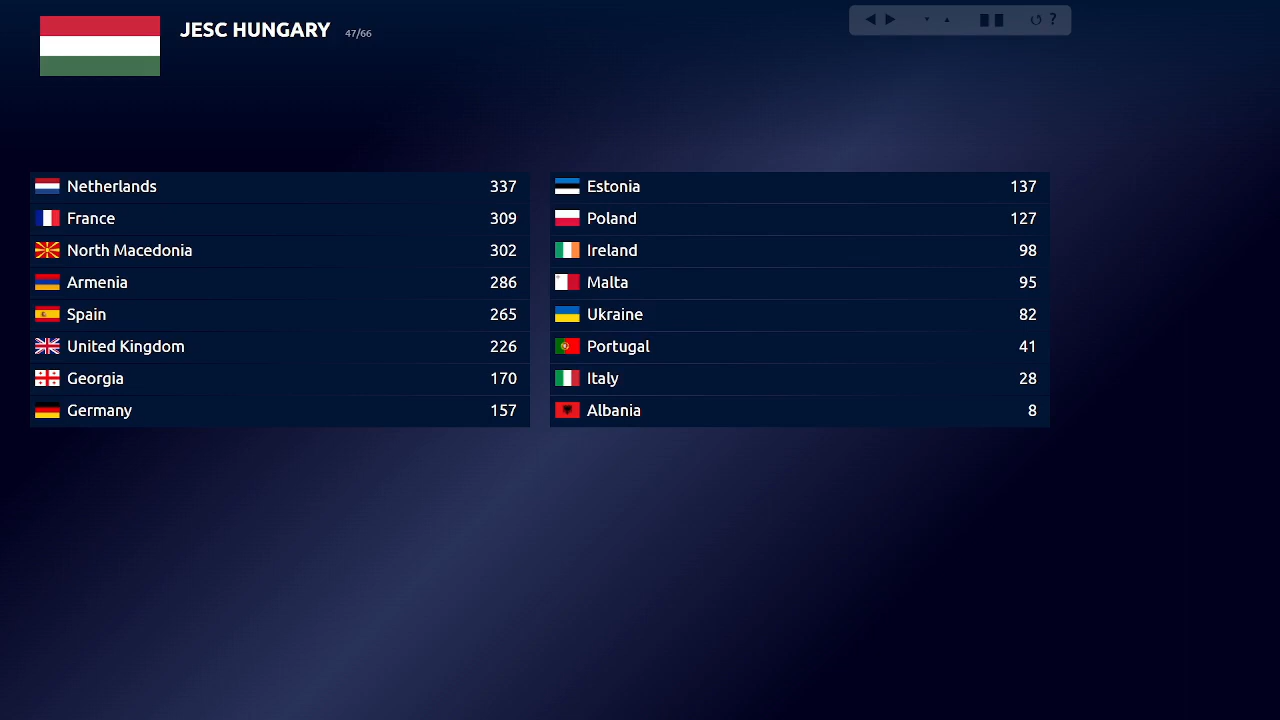 JESC HUNGARY 47/66
?
Netherlands 337
France 309
North Macedonia 302
Armenia 286
Spain 265
United Kingdom 226
Georgia 170
Germany 157
Estonia 137
Poland 127
Ireland 98
Malta 95
Ukraine 82
Portugal 41
Italy 28
Albania 8